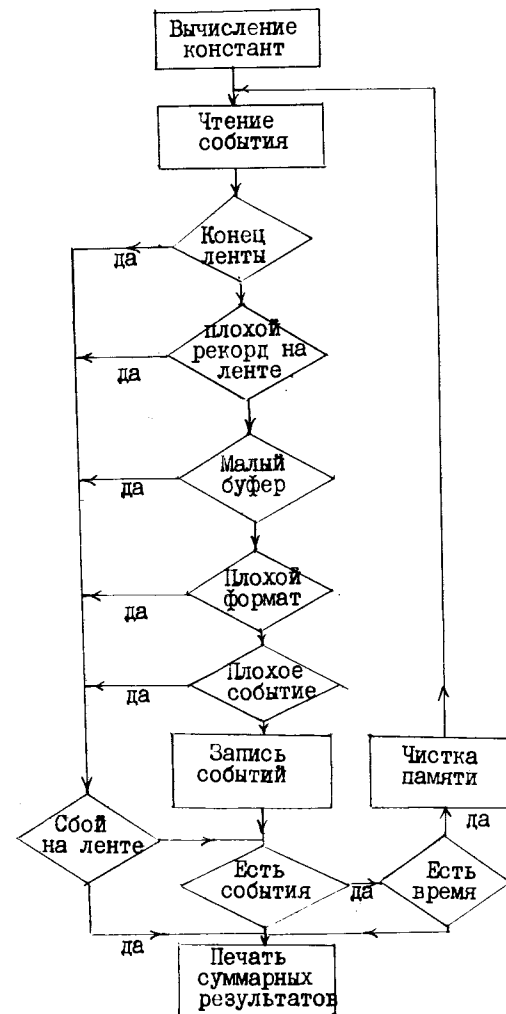 Вычисление
констант
Чтение
события
Конец
ленты
да
плохой
рекорд на
ленте
да
Малый
буфер
да
Плохой
формат
да
Плохое
событие
да
Запись
событий
Чистка
памяти
да
Сбой
на ленте
Есть
события
да
Есть
время
да
Печать
суммарных
результатов